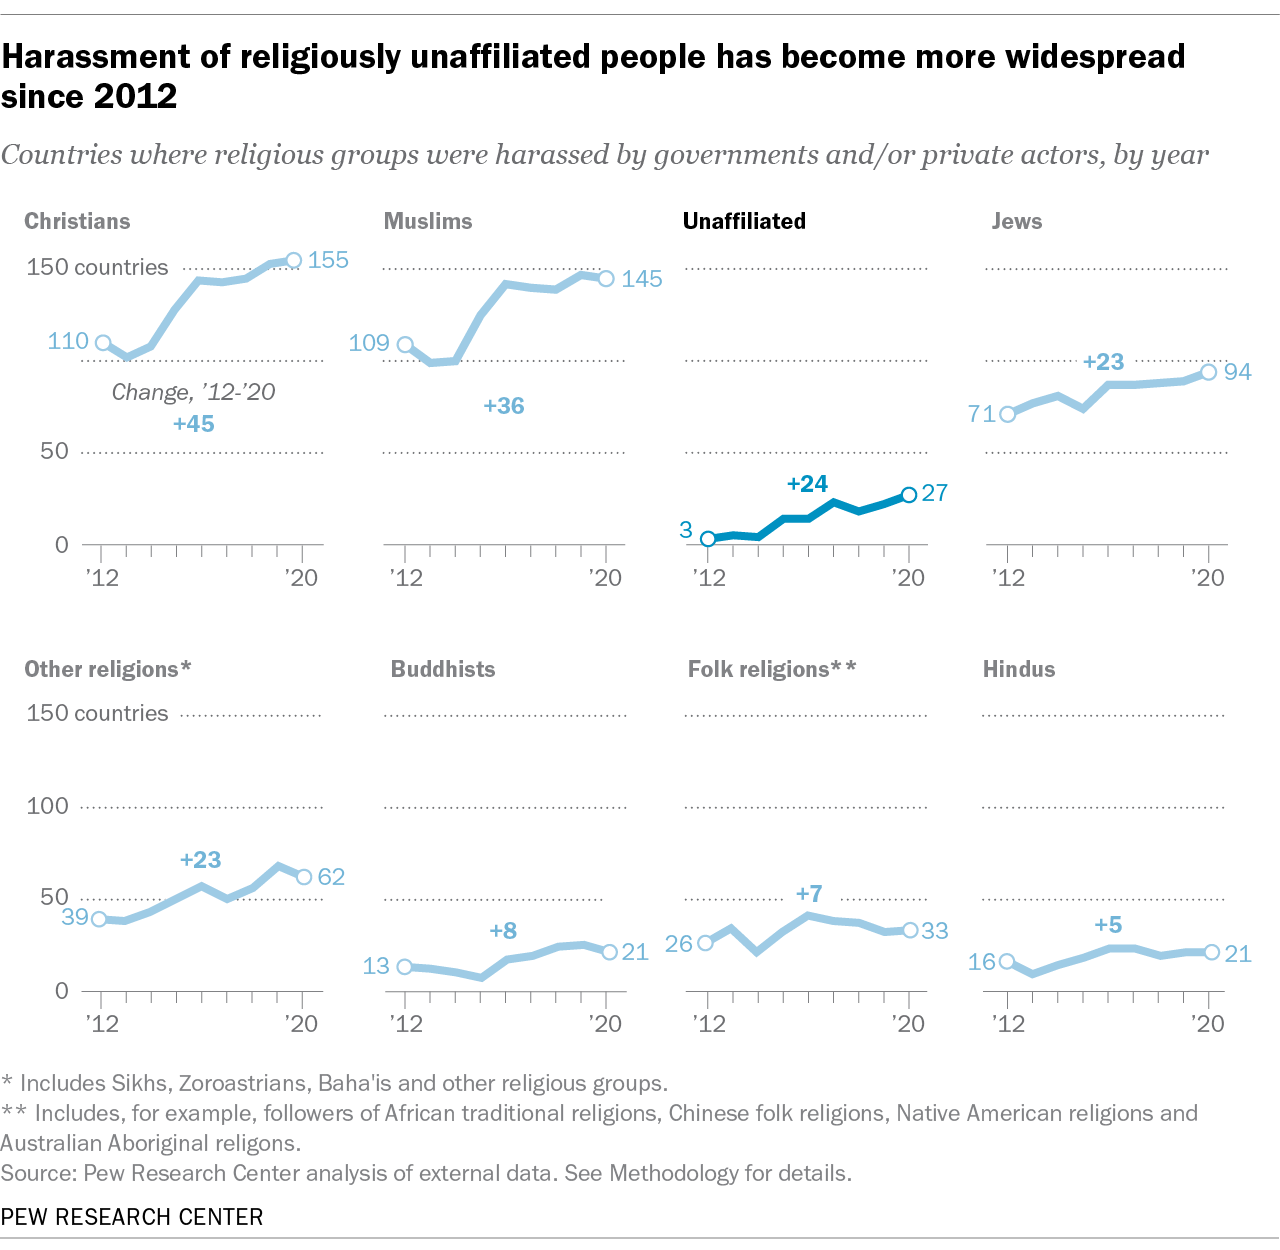 Harassment of religiously unaffiliated people has become more widespread
since 2012
Countries where religious groups were harassed by governments and/or private actors, by year
Christians
150 countries
155
110
Change, ’12-’20
+45
50
0
’12
’20
Muslims
145
109
+36
’12
’20
Unaffiliated
+24
27
3
’12
’20
Jews
+23
94
71
’12
’20
Other religions*
150 countries
100
+23
62
50
39
0
’12
’20
Buddhists
+8
21
13
’12
’20
Folk religions**
+7
33
26
’12
’20
Hindus
+5
21
16
’12
’20
* Includes Sikhs, Zoroastrians, Baha'is and other religious groups.
** Includes, for example, followers of African traditional religions, Chinese folk religions, Native American religions and
Australian Aboriginal religons.
Source: Pew Research Center analysis of external data. See Methodology for details.
PEW RESEARCH CENTER